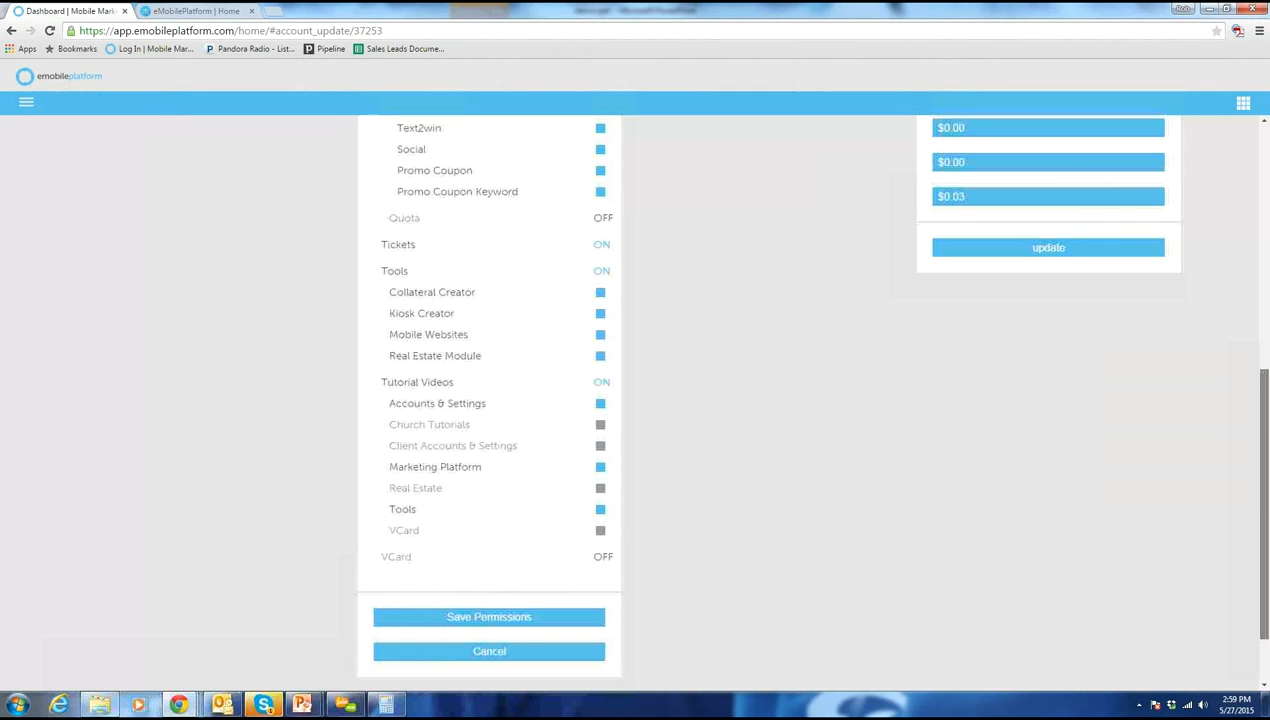 Dashboard | Mobile Mark
eMobilePlatform | Home
Rob
https://app.emobileplatform.com/home/#account_update/37253
Apps
Bookmarks
Log In | Mobile Mar...
Pandora Radio - List...
Pipeline
Sales Leads Docume...
emobileplatform
Text2win
Social
Promo Coupon
Promo Coupon Keyword
Quota OFF
Tickets ON
Tools ON
Collateral Creator
Kiosk Creator
Mobile Websites
Real Estate Module
Tutorial Videos ON
Accounts & Settings
Church Tutorials
Client Accounts & Settings
Marketing Platform
Real Estate
Tools
VCard
VCard OFF
Save Permissions
Cancel
$0.00
$0.00
$0.03
update
2:59 PM
5/27/2015